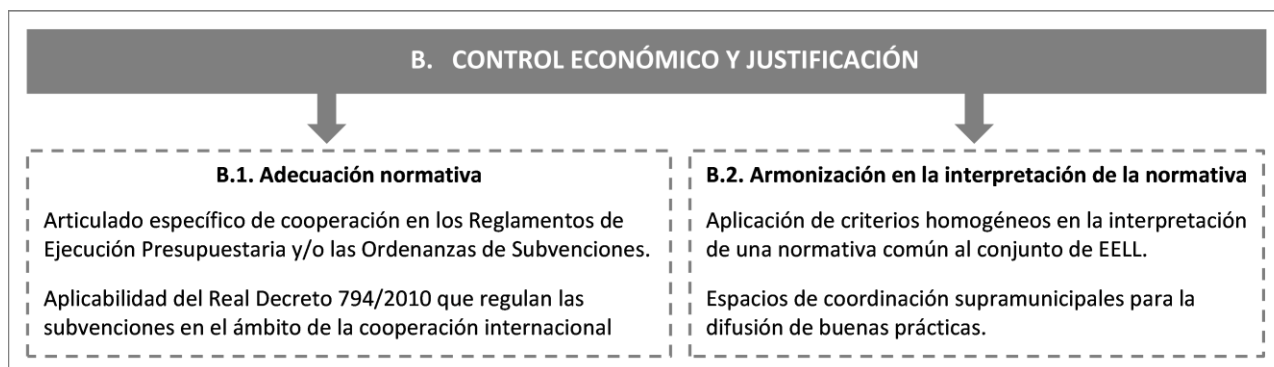 B. CONTROL ECONÓMICO Y JUSTIFICACIÓN
B.1. Adecuación normativa
Articulado específico de cooperación en los Reglamentos de
Ejecución Presupuestaria y/o las Ordenanzas de Subvenciones.
Aplicabilidad del Real Decreto 794/2010 que regulan las
subvenciones en el ámbito de la cooperación internacional
B.2. Armonización en la interpretación de la normativa
Aplicación de criterios homogéneos en la interpretación
de una normativa común al conjunto de EELL.
Espacios de coordinación supramunicipales para la
difusión de buenas prácticas.